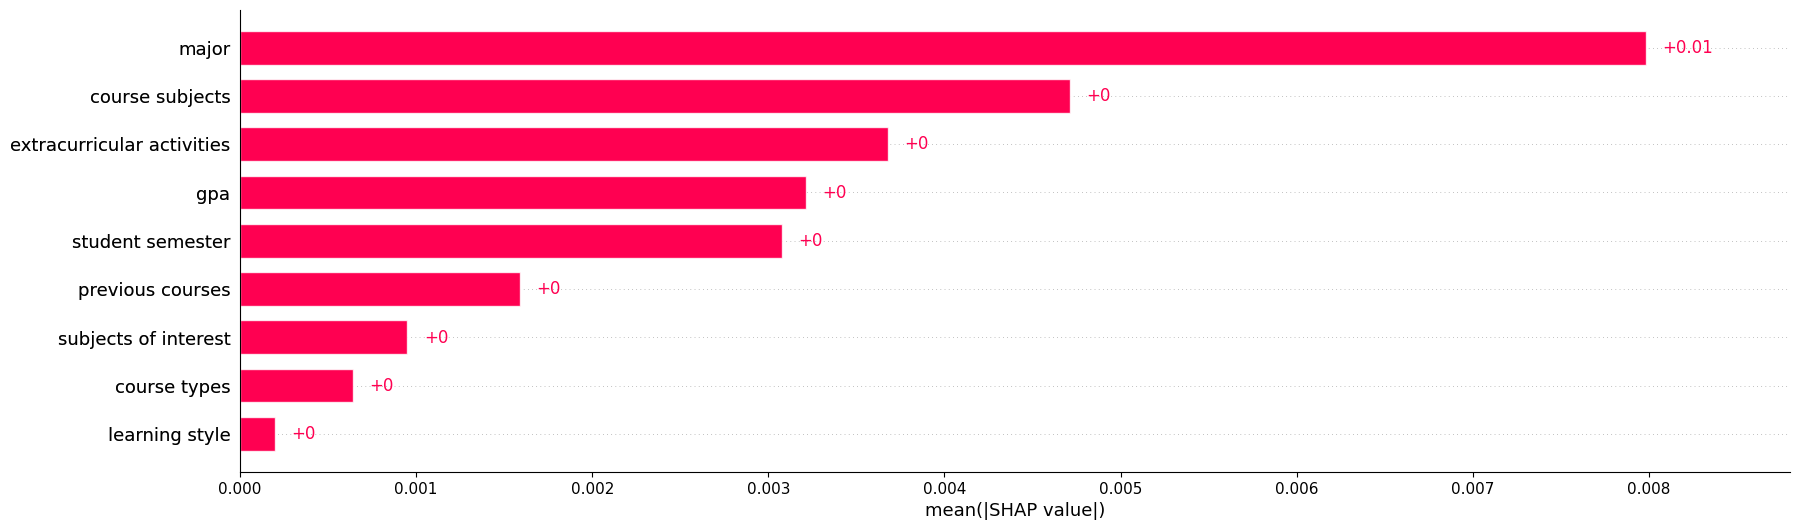 major +0.01
course subjects +0
extracurricular activities +0
gpa +0
student semester +0
previous courses +0
subjects of interest +0
course types +0
learning style +0
0.000 0.001 0.002 0.003 0.004 0.005 0.006 0.007 0.008
mean(|SHAP value|)